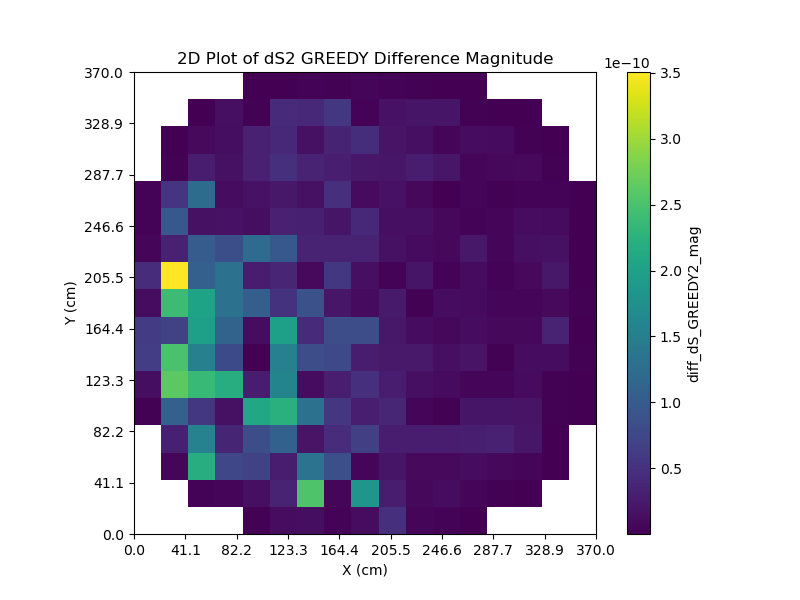 2D Plot of dS2 GREEDY Difference Magnitude
1e−10
370.0
328.9
287.7
246.6
205.5
164.4
123.3
82.2
41.1
0.0
Y (cm)
0.0 41.1 82.2 123.3 164.4 205.5 246.6 287.7 328.9 370.0
X (cm)
3.5
3.0
2.5
2.0
1.5
1.0
0.5
diff_dS_GREEDY2_mag